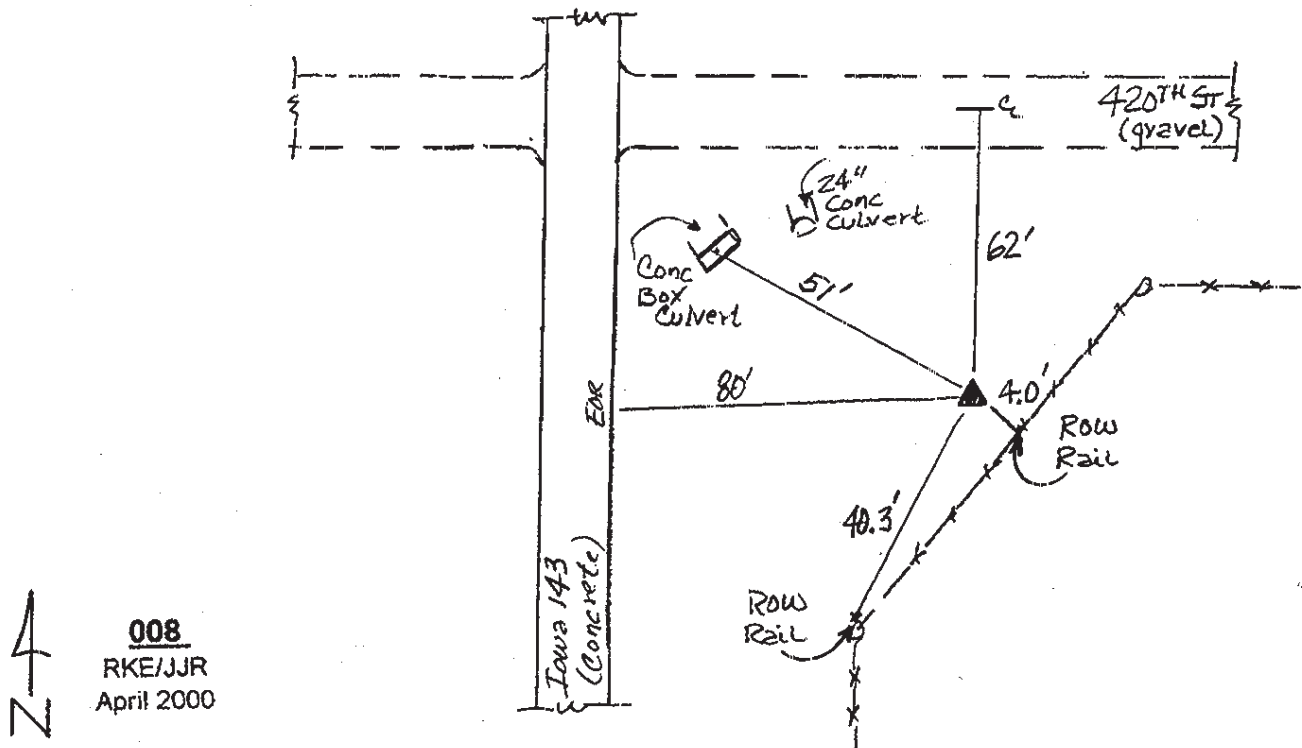 420TH ST
(gravel)
24"
Conc
Culvert
62'
Conc
Box
Culvert
51'
80'
EOR
4.0'
ROW
Rail
40.3'
Iowa 143
(Concrete)
ROW
Rail
N
008
RKE/JJR
April 2000